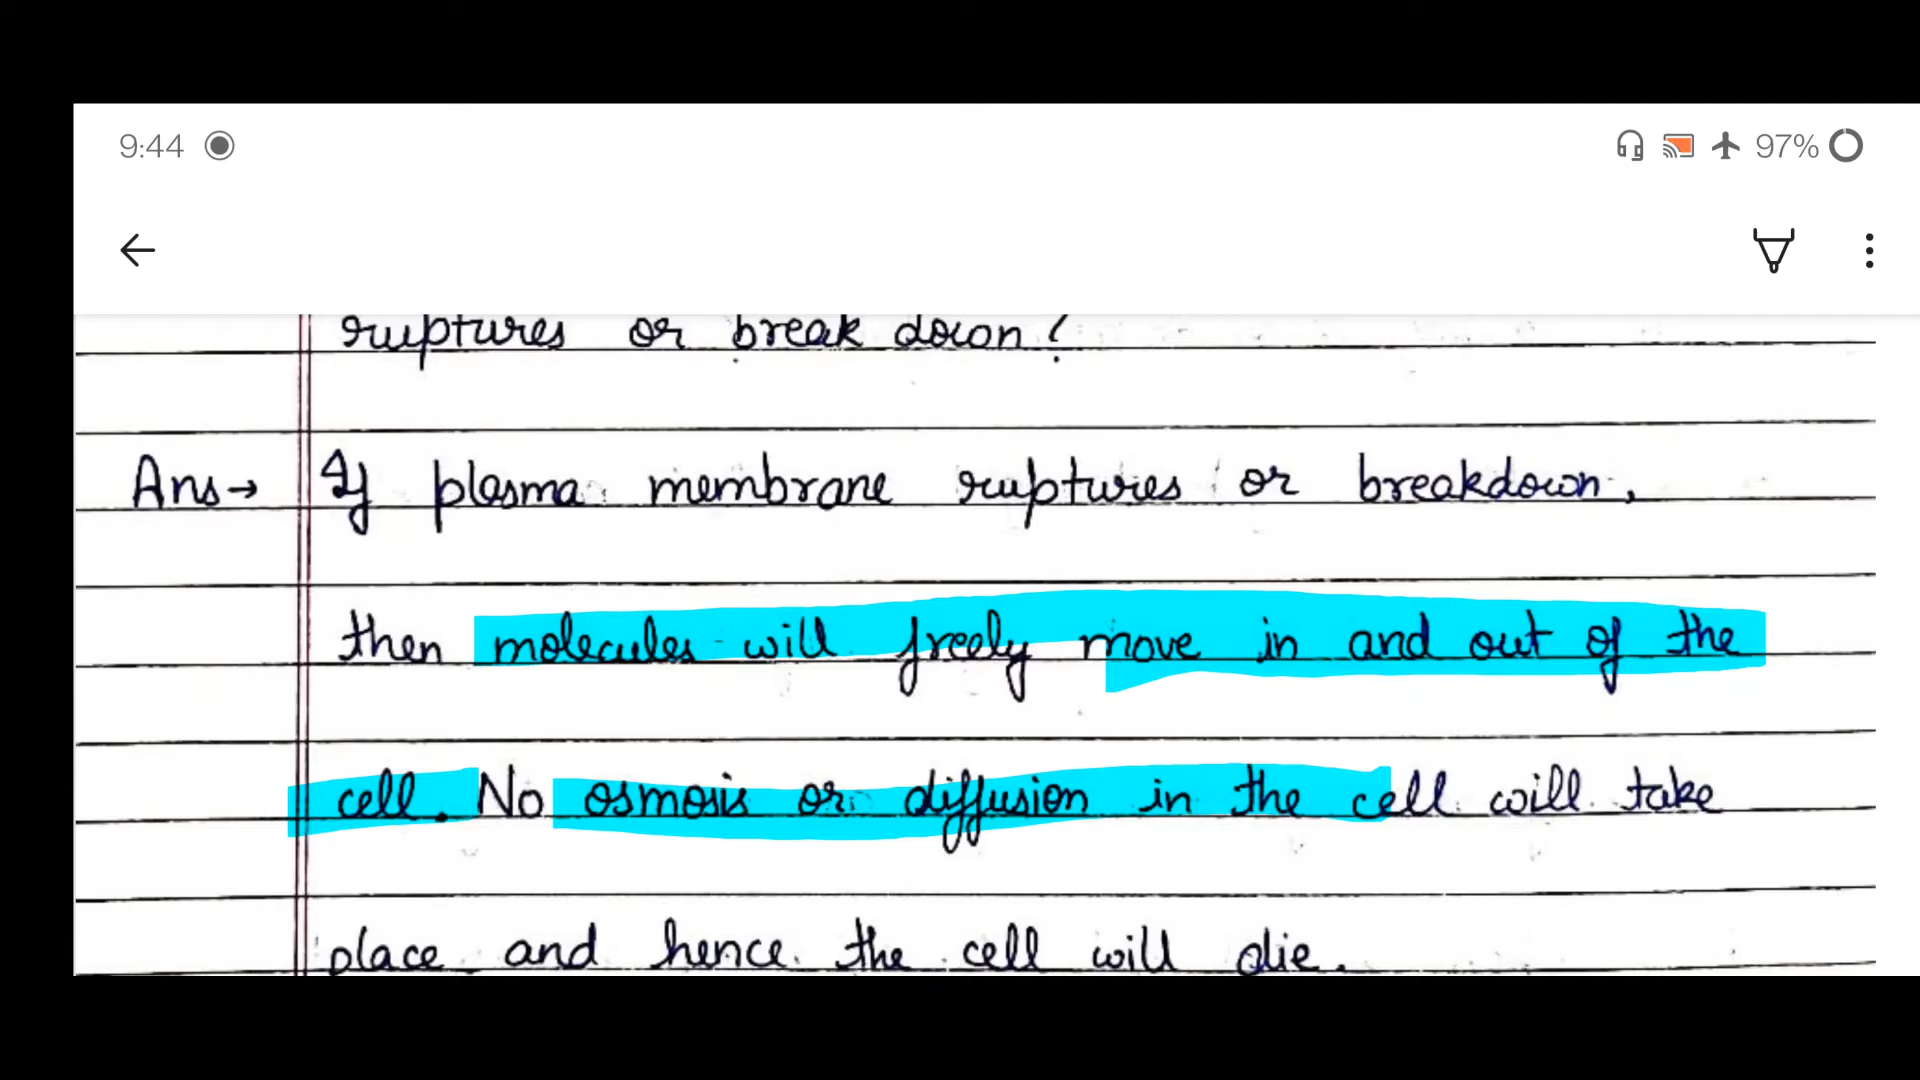 9:44 97%
ruptures or break down?
Ans→ If plasma membrane ruptures or breakdown,
then molecules will freely move in and out of the
cell. No osmosis or diffusion in the cell will take
place and hence the cell will die.